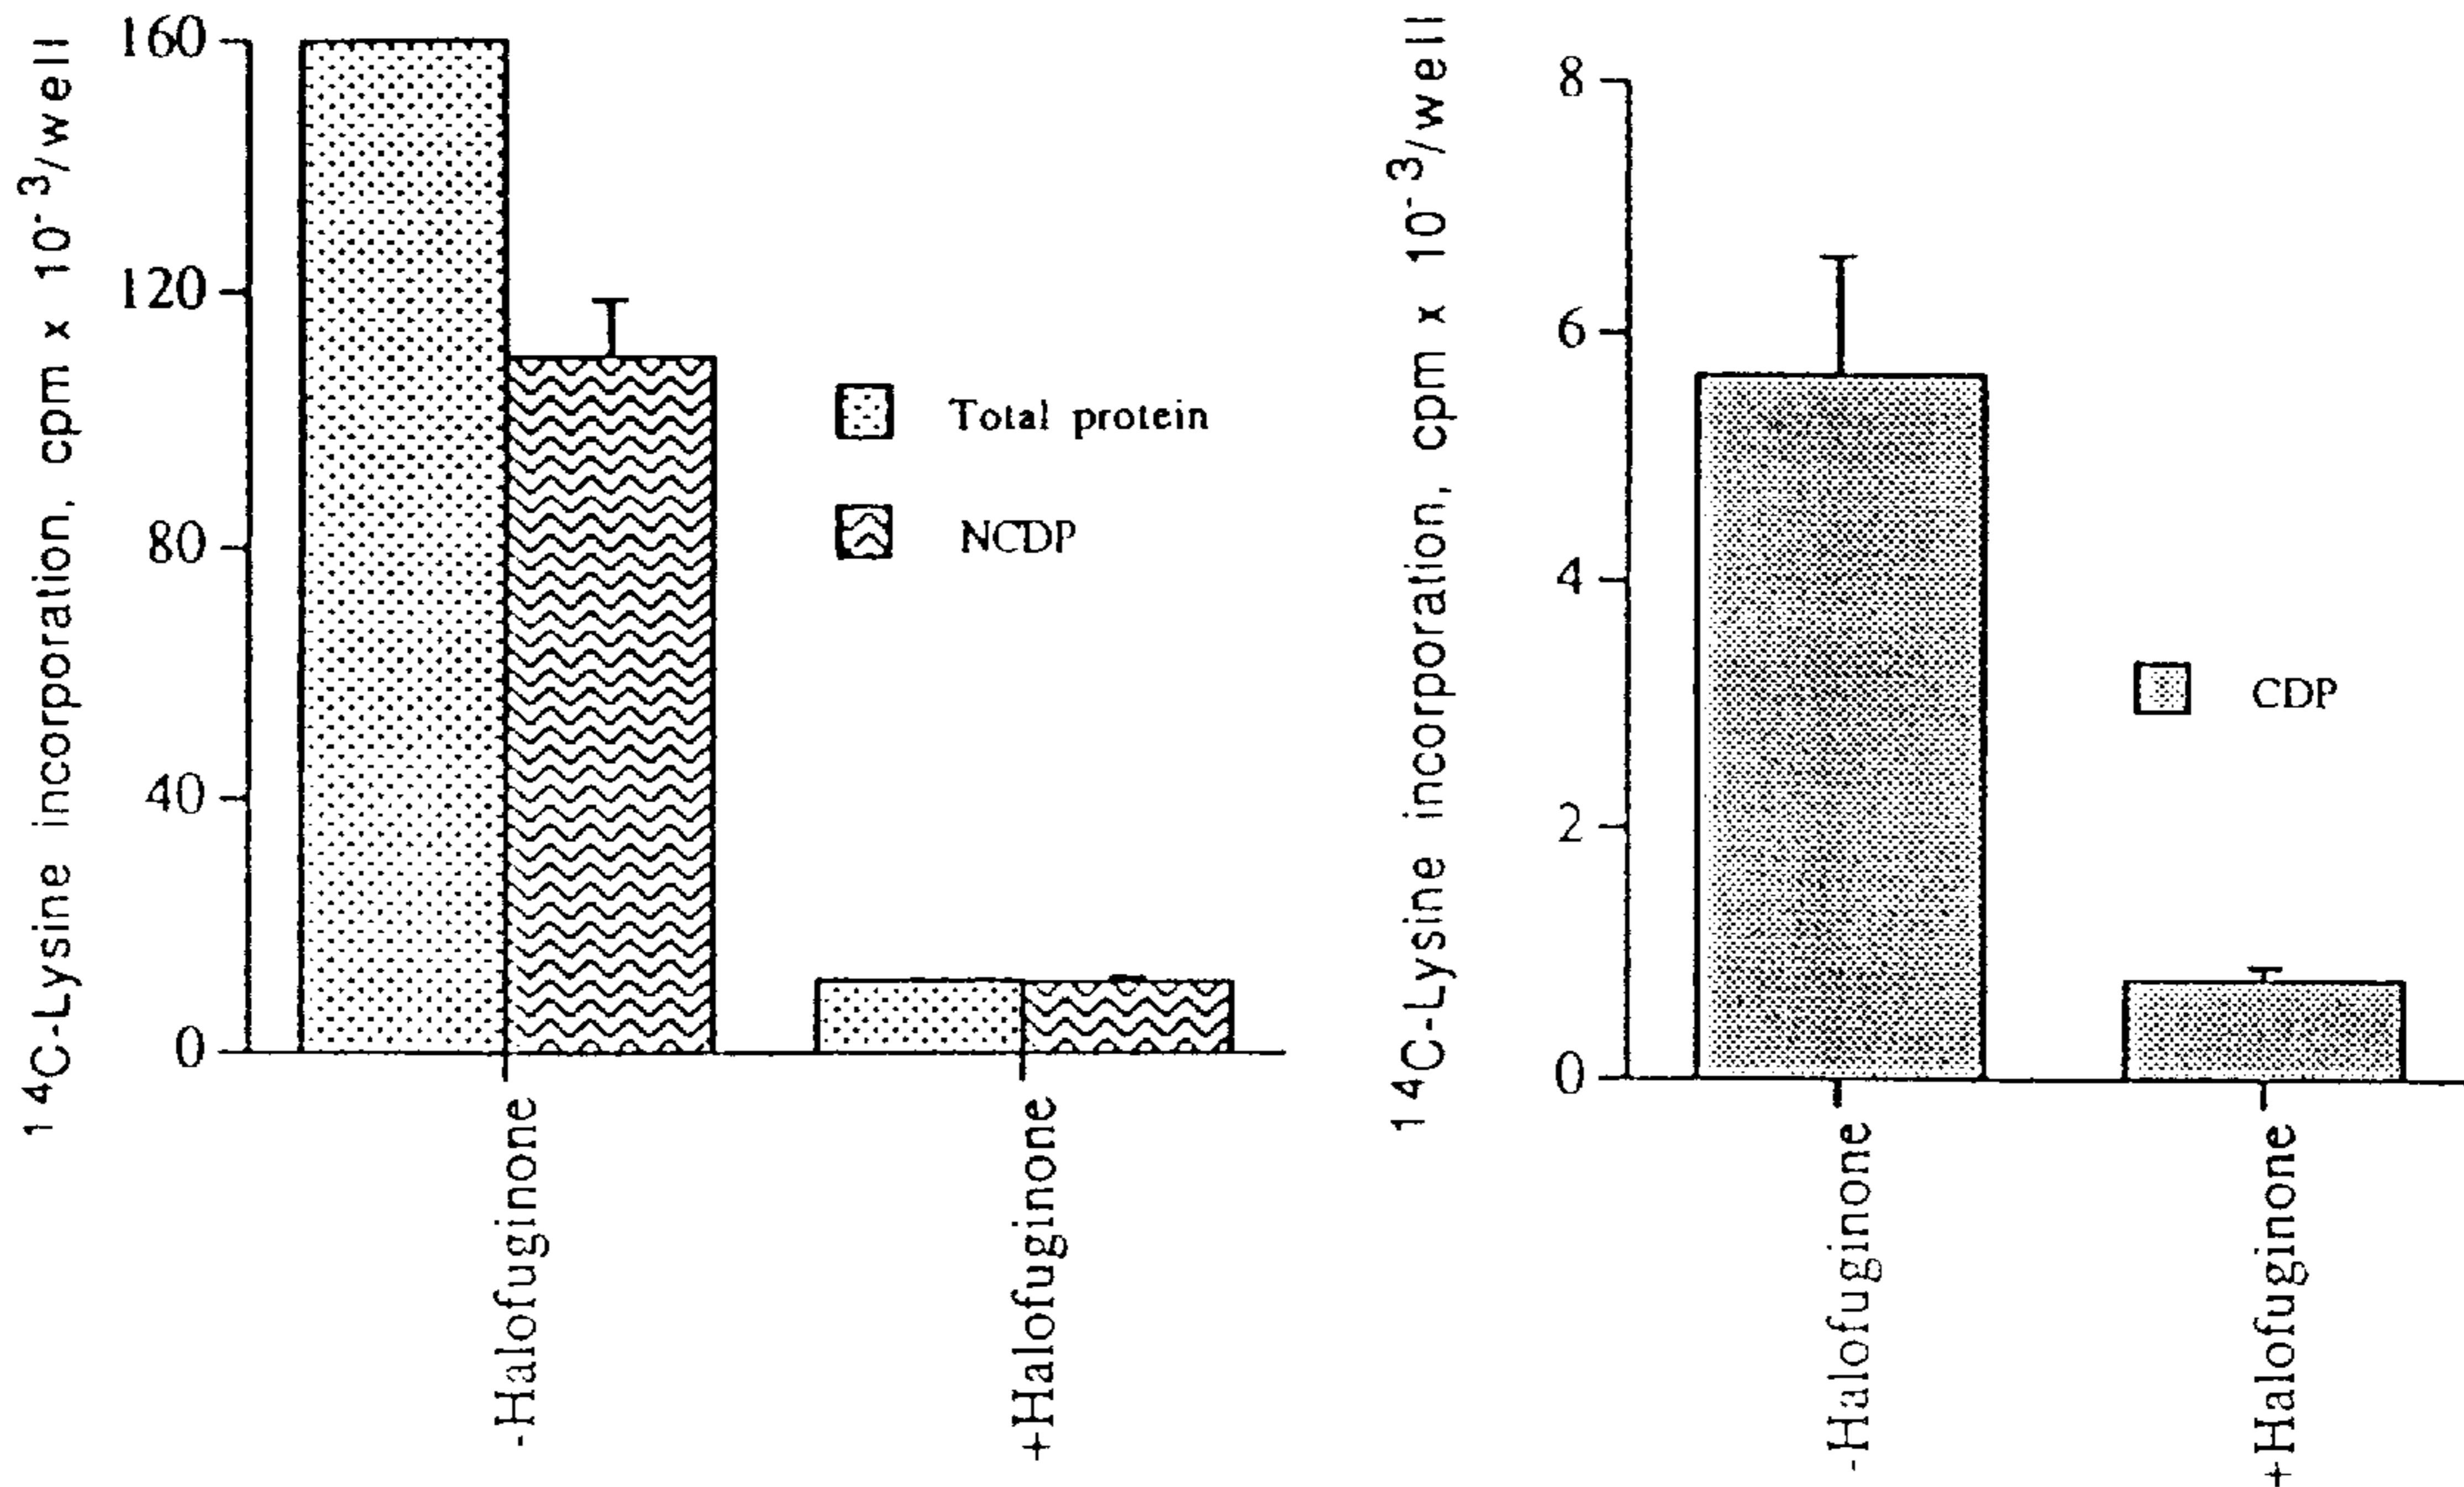 ¹⁴C-Lysine incorporation, cpm x 10⁻³/well
160
120
80
40
0
Total protein
NCDP
-Halofuginone
+Halofuginone
¹⁴C-Lysine incorporation, cpm x 10⁻³/well
8
6
4
2
0
CDP
-Halofuginone
+Halofuginone